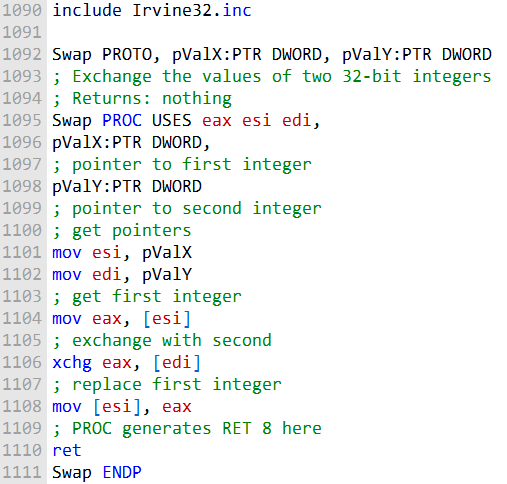 1090 include Irvine32.inc
1091
1092 Swap PROTO, pValX:PTR DWORD, pValY:PTR DWORD
1093 ; Exchange the values of two 32-bit integers
1094 ; Returns: nothing
1095 Swap PROC USES eax esi edi,
1096 pValX:PTR DWORD,
1097 ; pointer to first integer
1098 pValY:PTR DWORD
1099 ; pointer to second integer
1100 ; get pointers
1101 mov esi, pValX
1102 mov edi, pValY
1103 ; get first integer
1104 mov eax, [esi]
1105 ; exchange with second
1106 xchg eax, [edi]
1107 ; replace first integer
1108 mov [esi], eax
1109 ; PROC generates RET 8 here
1110 ret
1111 Swap ENDP